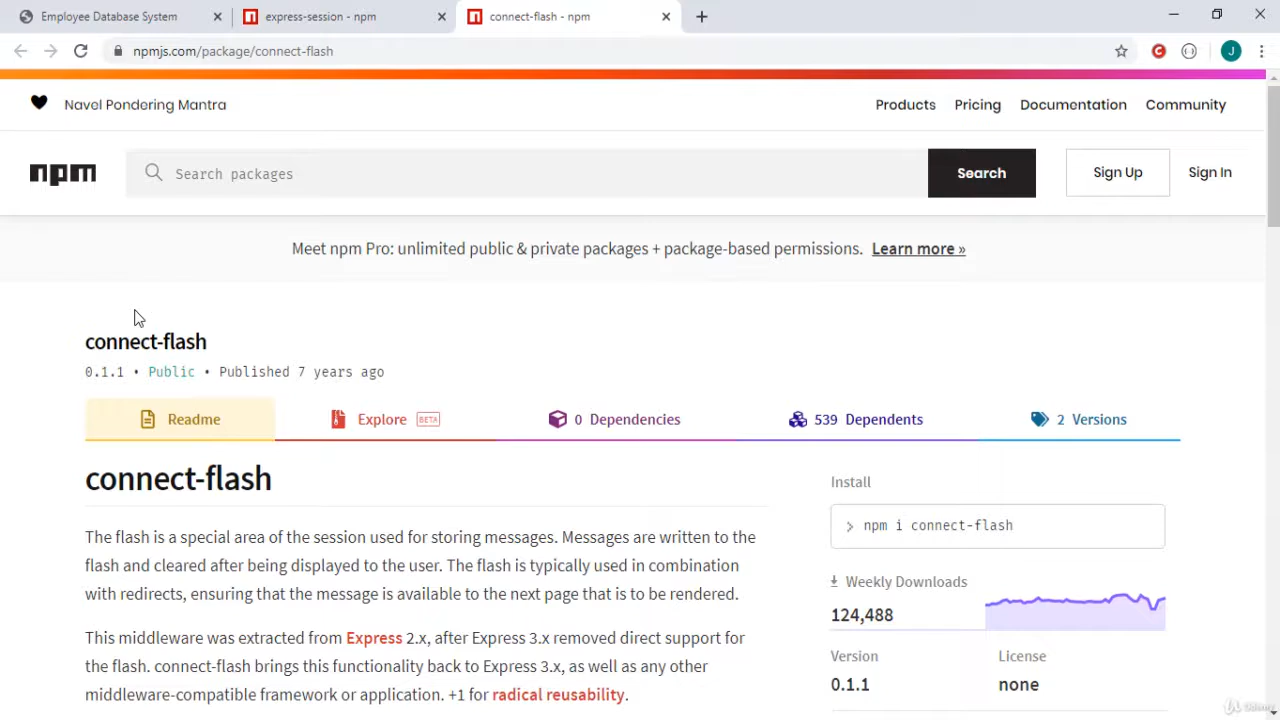 Employee Database System
express-session - npm
connect-flash - npm
npmjs.com/package/connect-flash
J
Navel Pondering Mantra
Products
Pricing
Documentation
Community
npm
Search packages
Search
Sign Up
Sign In
Meet npm Pro: unlimited public & private packages + package-based permissions. Learn more »
connect-flash
0.1.1 • Public • Published 7 years ago
Readme
Explore BETA
0 Dependencies
539 Dependents
2 Versions
connect-flash
The flash is a special area of the session used for storing messages. Messages are written to the
flash and cleared after being displayed to the user. The flash is typically used in combination
with redirects, ensuring that the message is available to the next page that is to be rendered.
This middleware was extracted from Express 2.x, after Express 3.x removed direct support for
the flash. connect-flash brings this functionality back to Express 3.x, as well as any other
middleware-compatible framework or application. +1 for radical reusability.
Install
> npm i connect-flash
Weekly Downloads
124,488
Version
License
0.1.1
none
Udemy